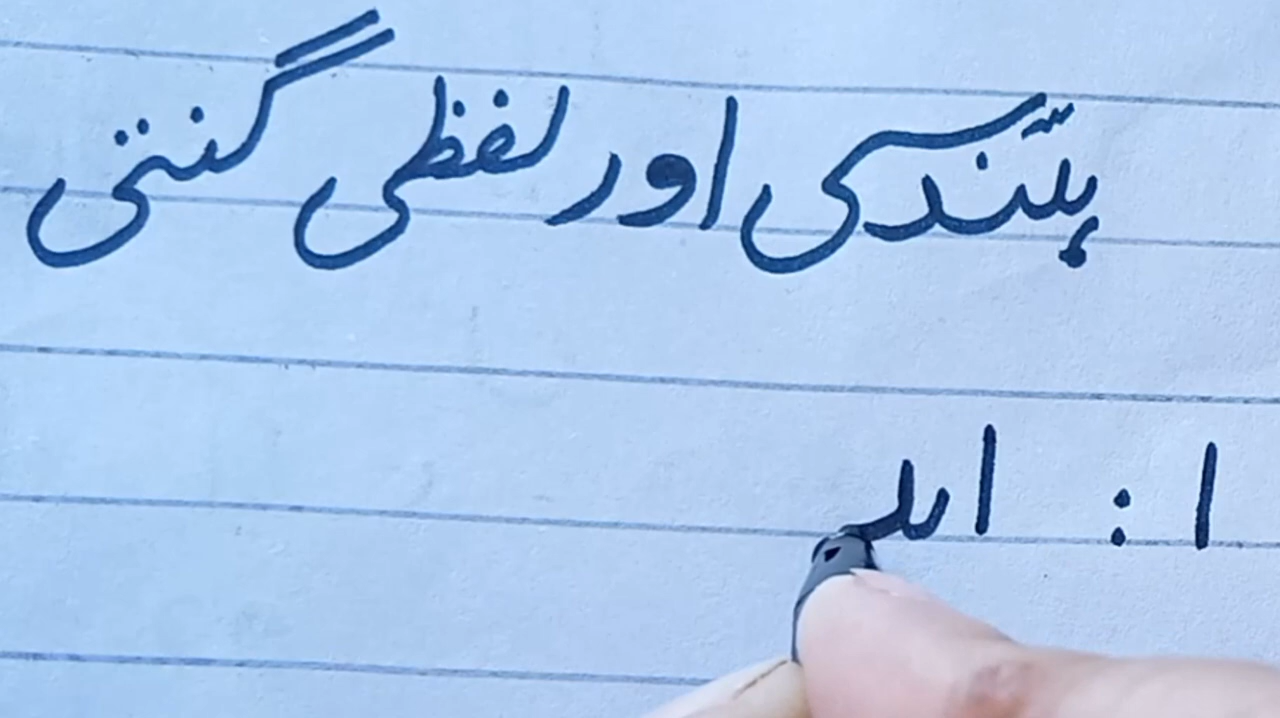 ہندسی اور لفظی گنتی
۱ :